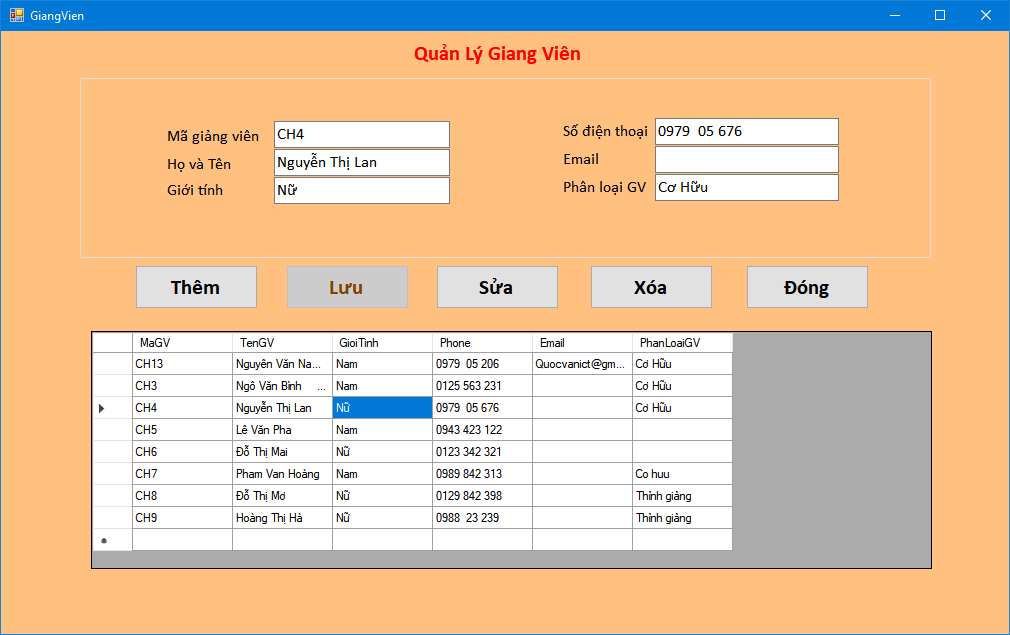 GiangVien
Quản Lý Giang Viên
Mã giảng viên CH4
Họ và Tên Nguyễn Thị Lan
Giới tính Nữ
Số điện thoại 0979 05 676
Email
Phân loại GV Cơ Hữu
Thêm Lưu Sửa Xóa Đóng
MaGV TenGV GioiTinh Phone Email PhanLoaiGV
CH13 Nguyên Văn Na... Nam 0979 05 206 Quocvanict@gm... Cơ Hữu
CH3 Ngô Văn Bình ... Nam 0125 563 231 Cơ Hữu
CH4 Nguyễn Thị Lan Nữ 0979 05 676 Cơ Hữu
CH5 Lê Văn Pha Nam 0943 423 122
CH6 Đỗ Thị Mai Nữ 0123 342 321
CH7 Pham Van Hoàng Nam 0989 842 313 Co huu
CH8 Đỗ Thị Mơ Nữ 0129 842 398 Thỉnh giảng
CH9 Hoàng Thị Hà Nữ 0988 23 239 Thỉnh giảng